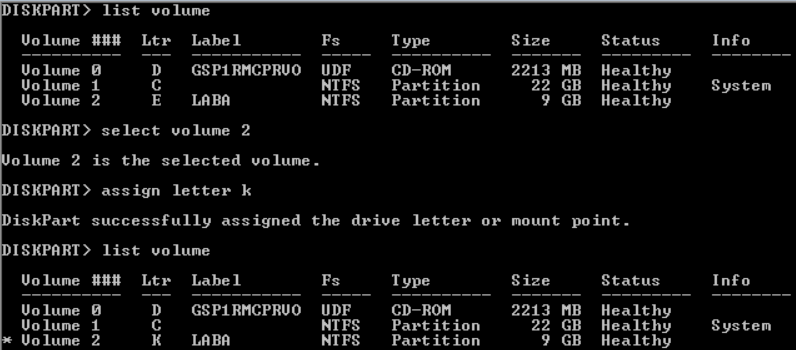 DISKPART> list volume
Volume ### Ltr Label Fs Type Size Status Info
---------- --- ----------- ----- ---------- ------- --------- --------
Volume 0 D GSP1RMCPRVO UDF CD-ROM 2213 MB Healthy
Volume 1 C NTFS Partition 22 GB Healthy System
Volume 2 E LABA NTFS Partition 9 GB Healthy
DISKPART> select volume 2
Volume 2 is the selected volume.
DISKPART> assign letter k
DiskPart successfully assigned the drive letter or mount point.
DISKPART> list volume
Volume ### Ltr Label Fs Type Size Status Info
---------- --- ----------- ----- ---------- ------- --------- --------
Volume 0 D GSP1RMCPRVO UDF CD-ROM 2213 MB Healthy
Volume 1 C NTFS Partition 22 GB Healthy System
* Volume 2 K LABA NTFS Partition 9 GB Healthy